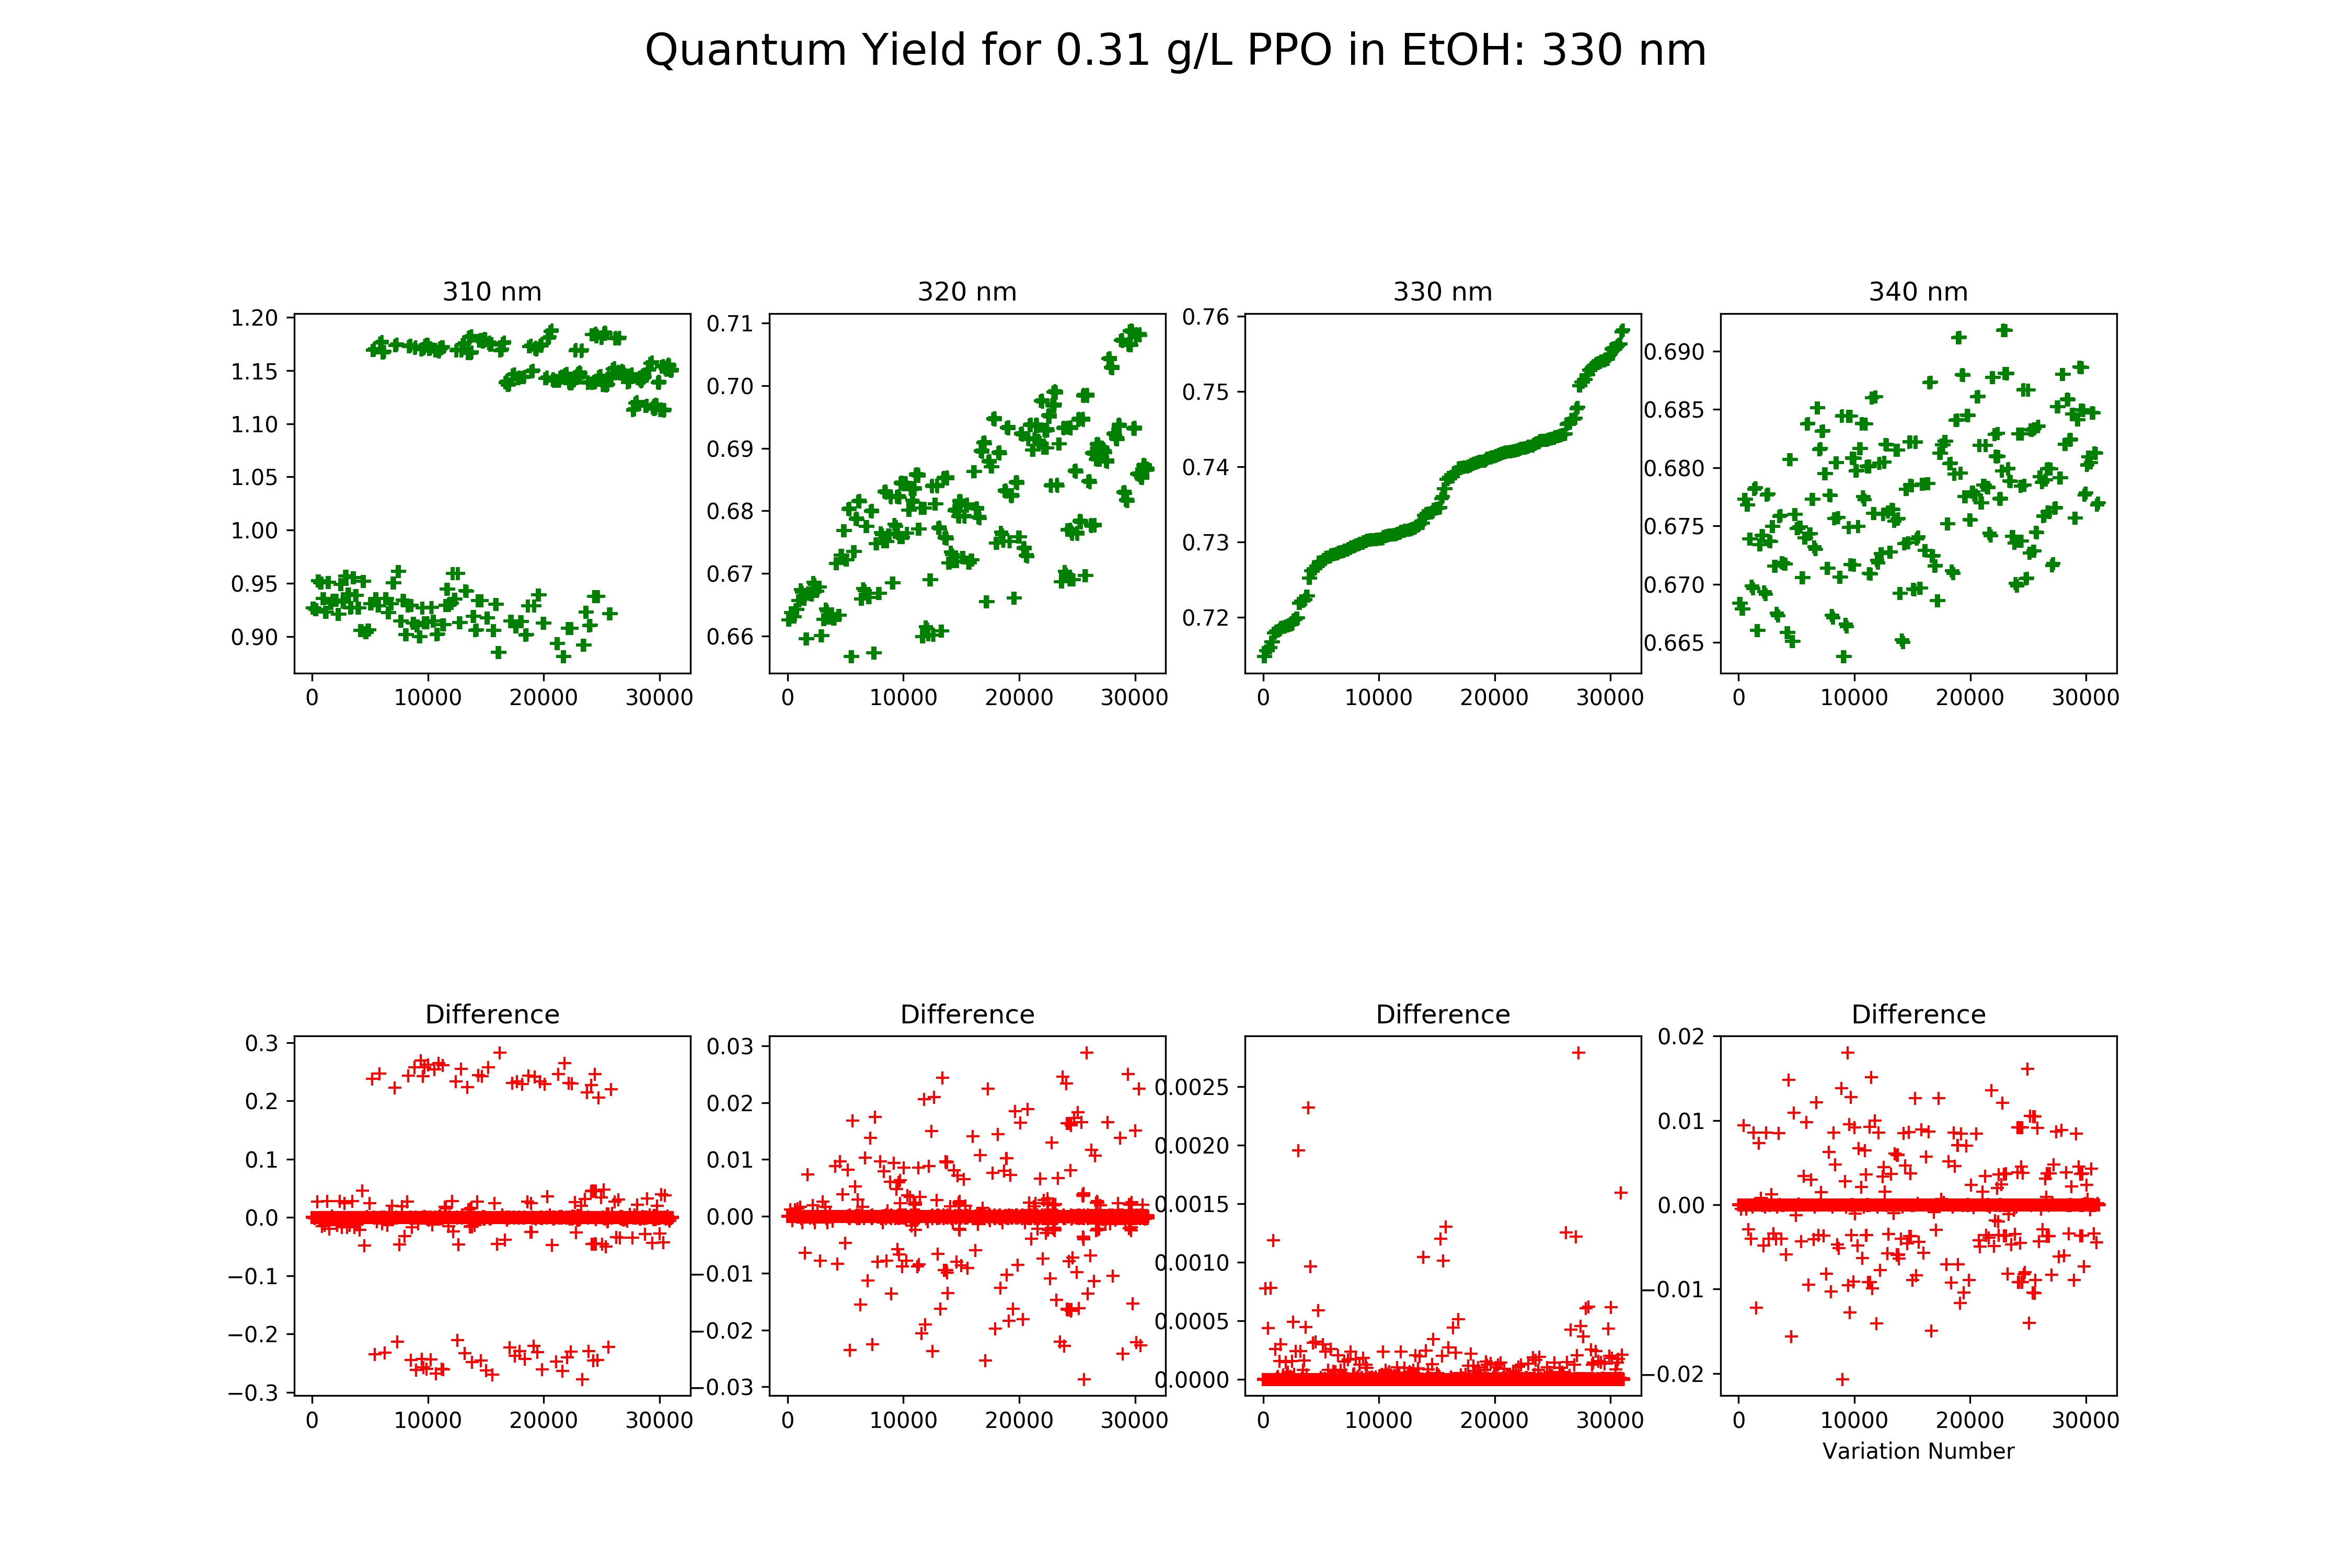 Quantum Yield for 0.31 g/L PPO in EtOH: 330 nm
310 nm
1.20
1.15
1.10
1.05
1.00
0.95
0.90
0 10000 20000 30000
320 nm
0.71
0.70
0.69
0.68
0.67
0.66
0 10000 20000 30000
330 nm
0.76
0.75
0.74
0.73
0.72
0 10000 20000 30000
340 nm
0.690
0.685
0.680
0.675
0.670
0.665
0 10000 20000 30000
Difference
0.3
0.2
0.1
0.0
−0.1
−0.2
−0.3
0 10000 20000 30000
Difference
0.03
0.02
0.01
0.00
−0.01
−0.02
−0.03
0 10000 20000 30000
Difference
0.0025
0.0020
0.0015
0.0010
0.0005
0.0000
0 10000 20000 30000
Difference
0.02
0.01
0.00
−0.01
−0.02
0 10000 20000 30000
Variation Number